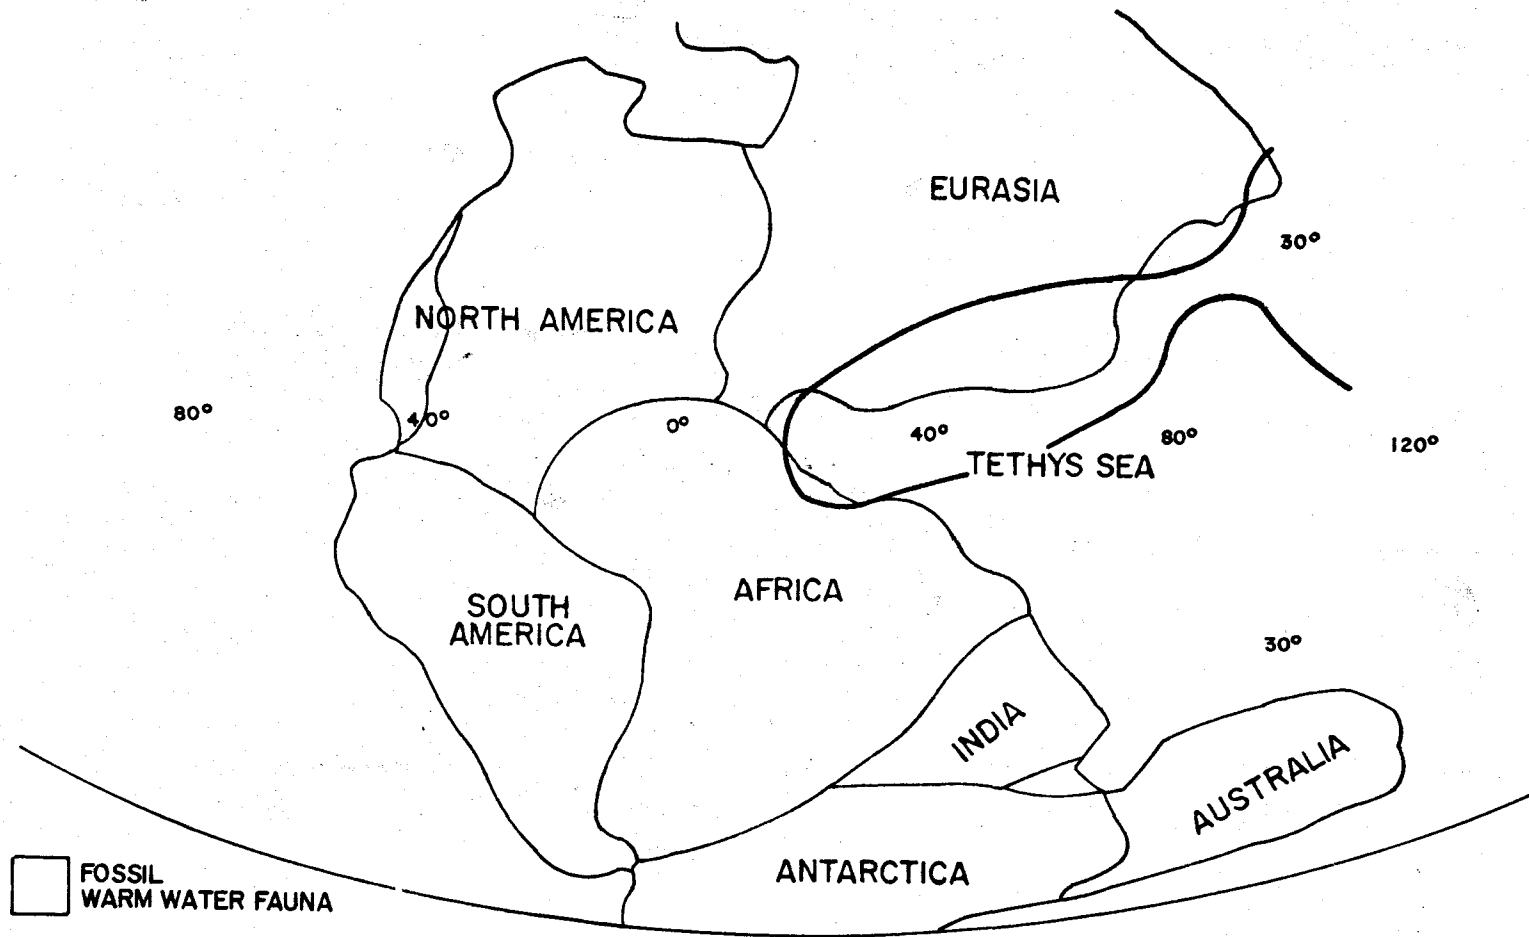 EURASIA
30°
NORTH AMERICA
80°
40°
0°
40°
80°
120°
TETHYS SEA
AFRICA
SOUTH
AMERICA
30°
INDIA
AUSTRALIA
ANTARCTICA
FOSSIL
WARM WATER FAUNA